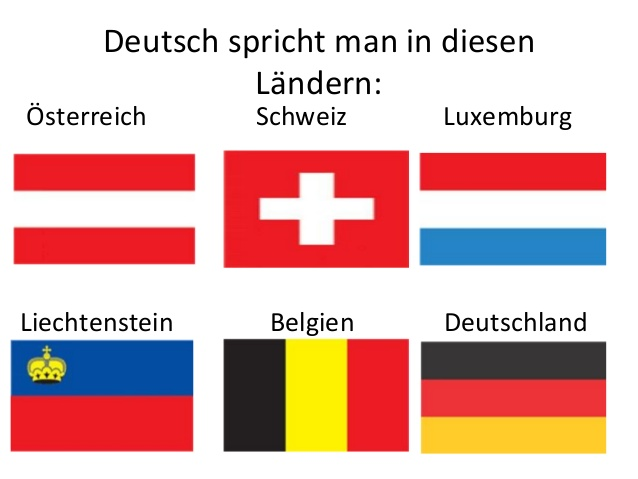 Deutsch spricht man in diesen
Ländern:
Österreich Schweiz Luxemburg
Liechtenstein Belgien Deutschland